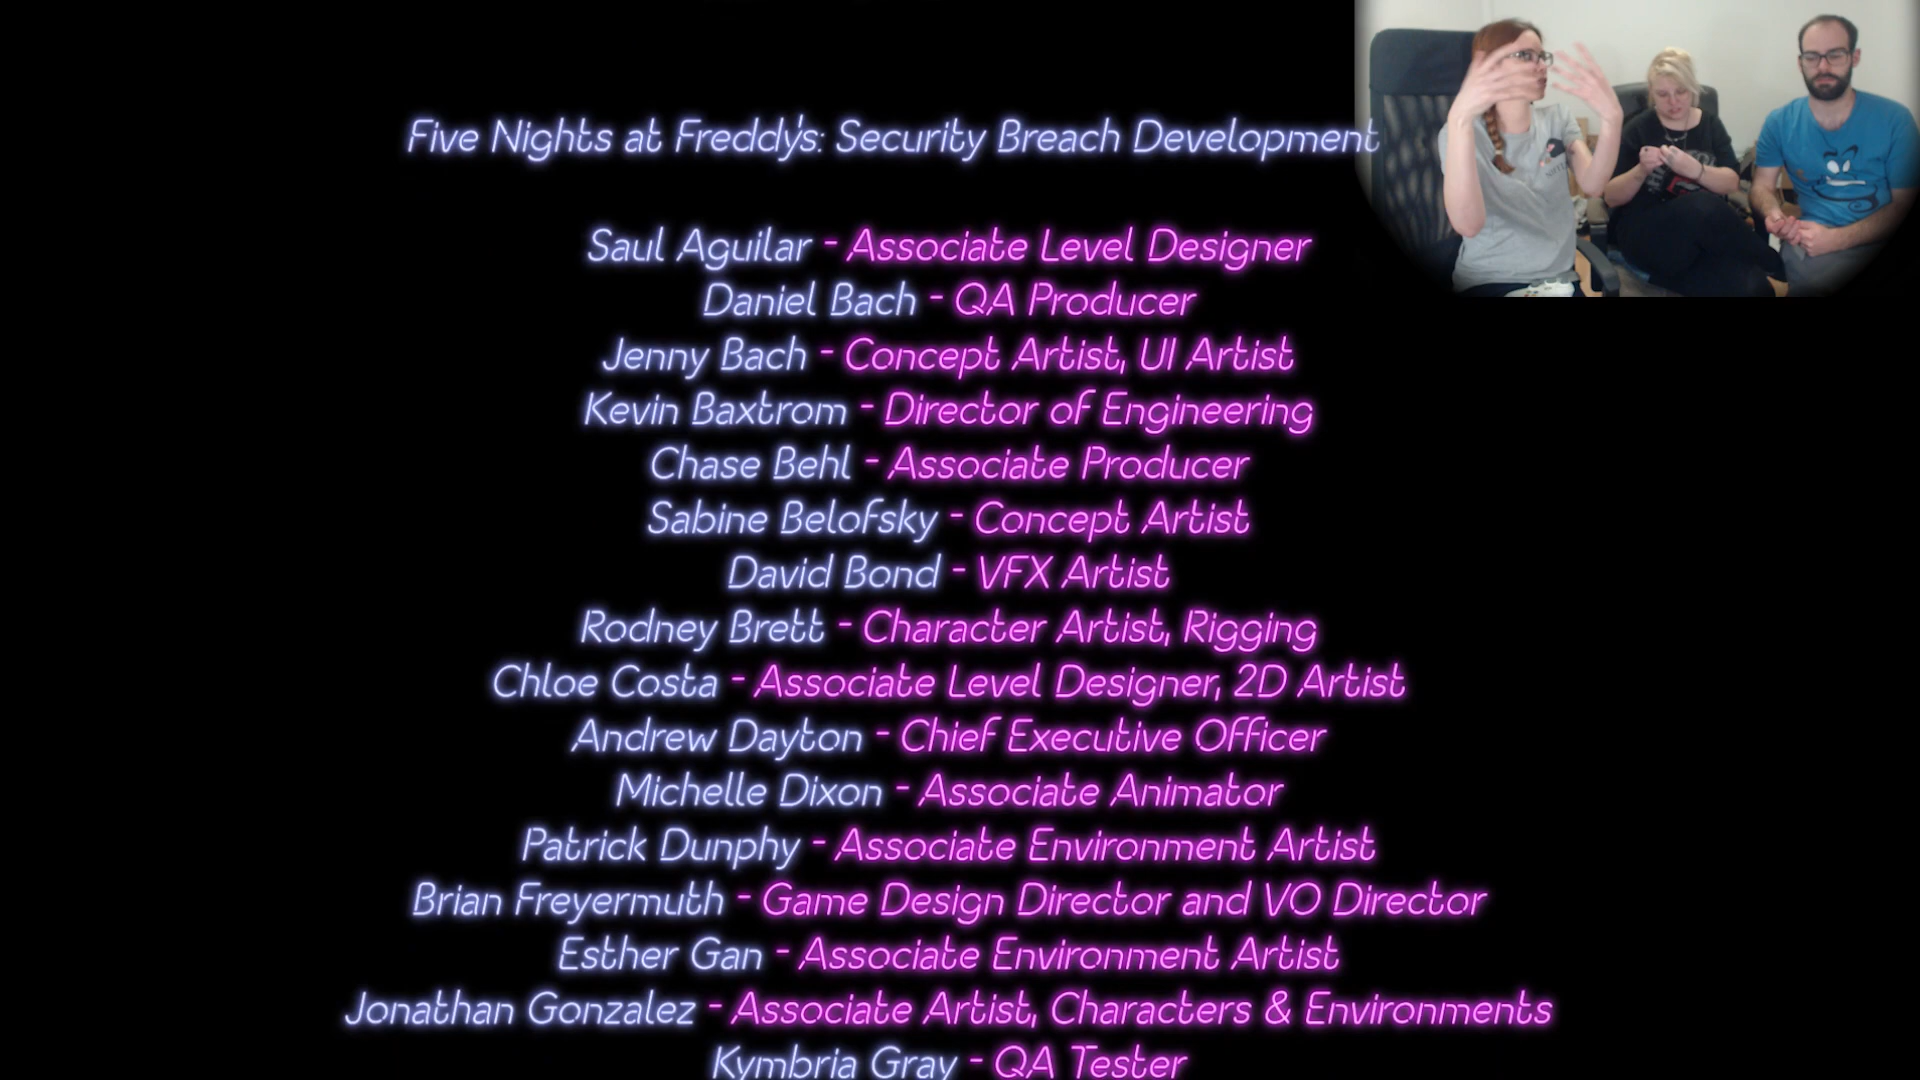 Five Nights at Freddy's: Security Breach Development
Saul Aguilar - Associate Level Designer
Daniel Bach - QA Producer
Jenny Bach - Concept Artist, UI Artist
Kevin Baxtrom - Director of Engineering
Chase Behl - Associate Producer
Sabine Belofsky - Concept Artist
David Bond - VFX Artist
Rodney Brett - Character Artist, Rigging
Chloe Costa - Associate Level Designer, 2D Artist
Andrew Dayton - Chief Executive Officer
Michelle Dixon - Associate Animator
Patrick Dunphy - Associate Environment Artist
Brian Freyermuth - Game Design Director and VO Director
Esther Gan - Associate Environment Artist
Jonathan Gonzalez - Associate Artist, Characters & Environments
Kymbria Gray - QA Tester